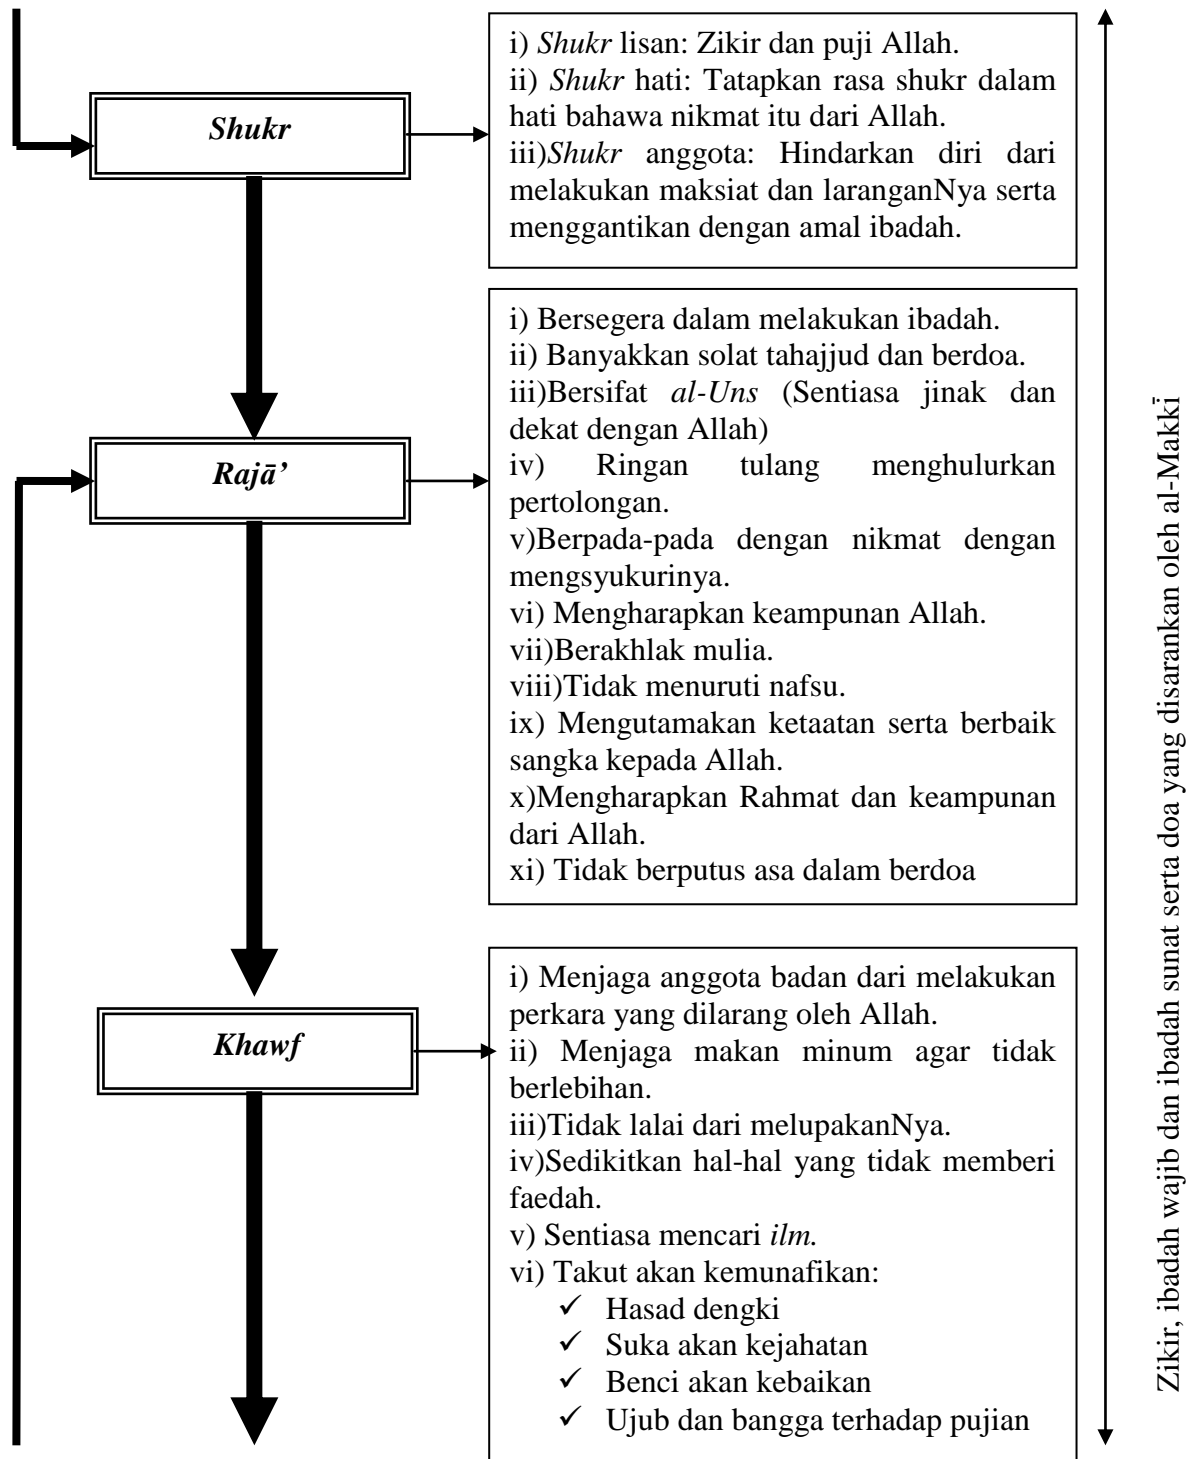 Shukr
i) Shukr lisan: Zikir dan puji Allah.
ii) Shukr hati: Tatapkan rasa shukr dalam
hati bahawa nikmat itu dari Allah.
iii)Shukr anggota: Hindarkan diri dari
melakukan maksiat dan laranganNya serta
menggantikan dengan amal ibadah.
Rajā’
i) Bersegera dalam melakukan ibadah.
ii) Banyakkan solat tahajjud dan berdoa.
iii)Bersifat al-Uns (Sentiasa jinak dan
dekat dengan Allah)
iv) Ringan tulang menghulurkan
pertolongan.
v)Berpada-pada dengan nikmat dengan
mengsyukurinya.
vi) Mengharapkan keampunan Allah.
vii)Berakhlak mulia.
viii)Tidak menuruti nafsu.
ix) Mengutamakan ketaatan serta berbaik
sangka kepada Allah.
x)Mengharapkan Rahmat dan keampunan
dari Allah.
xi) Tidak berputus asa dalam berdoa
Khawf
i) Menjaga anggota badan dari melakukan
perkara yang dilarang oleh Allah.
ii) Menjaga makan minum agar tidak
berlebihan.
iii)Tidak lalai dari melupakanNya.
iv)Sedikitkan hal-hal yang tidak memberi
faedah.
v) Sentiasa mencari ilm.
vi) Takut akan kemunafikan:
✓ Hasad dengki
✓ Suka akan kejahatan
✓ Benci akan kebaikan
✓ Ujub dan bangga terhadap pujian
Zikir, ibadah wajib dan ibadah sunat serta doa yang disarankan oleh al-Makkī